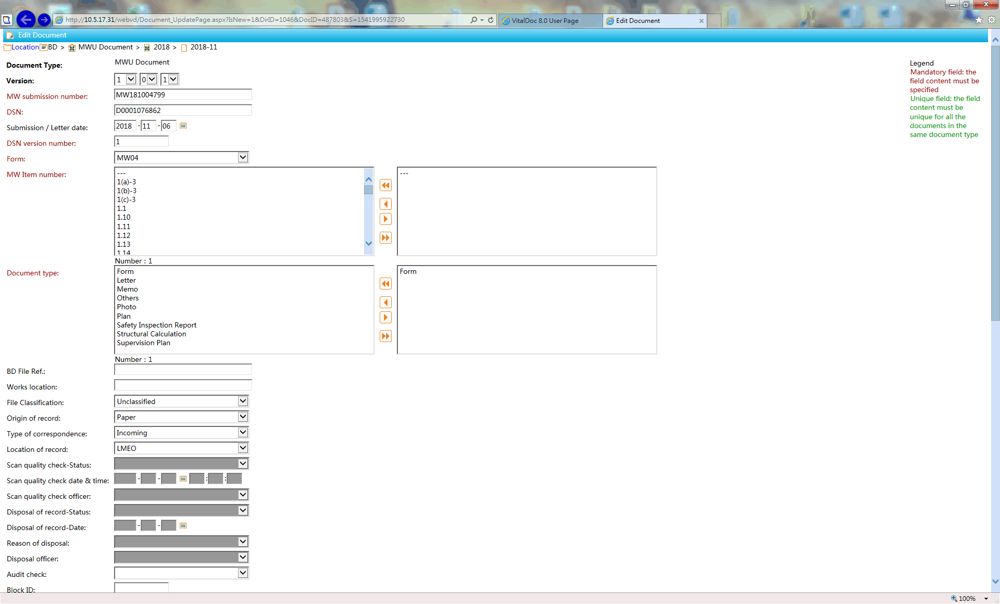 http://10.5.17.31/webvd/Document_UpdatePage.aspx?IsNew=1&DirID=1046&DocID=487803&S=1541995922730
VitalDoc 8.0 User Page
Edit Document
Edit Document
Location BD > MWU Document > 2018 > 2018-11
Document Type: MWU Document
Version: 1 0 1
MW submission number: MW181004799
DSN: D0001076862
Submission / Letter date: 2018 - 11 - 06
DSN version number: 1
Form: MW04
MW Item number:
---
1(a)-3
1(b)-3
1(c)-3
1.1
1.10
1.11
1.12
1.13
1.14
---
Number : 1
Document type:
Form
Letter
Memo
Others
Photo
Plan
Safety Inspection Report
Structural Calculation
Supervision Plan
Form
Number : 1
BD File Ref.:
Works location:
File Classification: Unclassified
Origin of record: Paper
Type of correspondence: Incoming
Location of record: LMEO
Scan quality check-Status:
Scan quality check date & time: - - : :
Scan quality check officer:
Disposal of record-Status:
Disposal of record-Date: - -
Reason of disposal:
Disposal officer:
Audit check:
Block ID:
Legend
Mandatory field: the
field content must be
specified
Unique field: the field
content must be
unique for all the
documents in the
same document type
100%